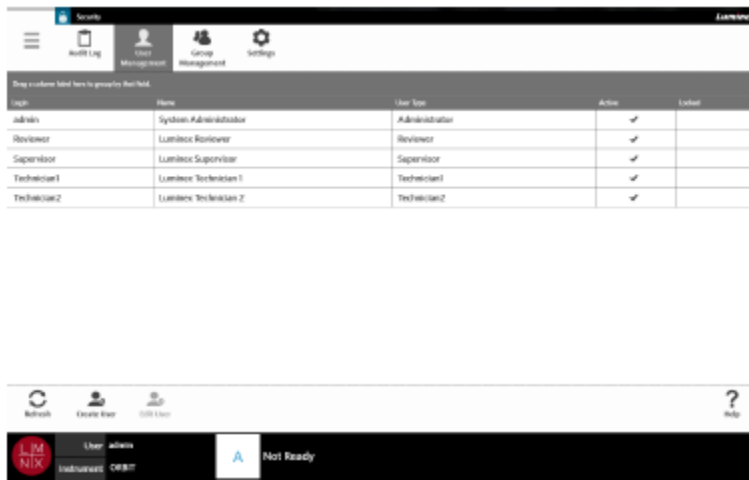 Security
Luminex
Audit Log
User Management
Group Management
Settings
Drag a column label here to group by that field.
Login Name User Type Active Locked
admin System Administrator Administrator
Reviewer Luminex Reviewer Reviewer
Supervisor Luminex Supervisor Supervisor
Technician1 Luminex Technician 1 Technician1
Technician2 Luminex Technician 2 Technician2
Refresh Create User Edit User Help
LM
NIX
User admin
Instrument ORBIT
A
Not Ready